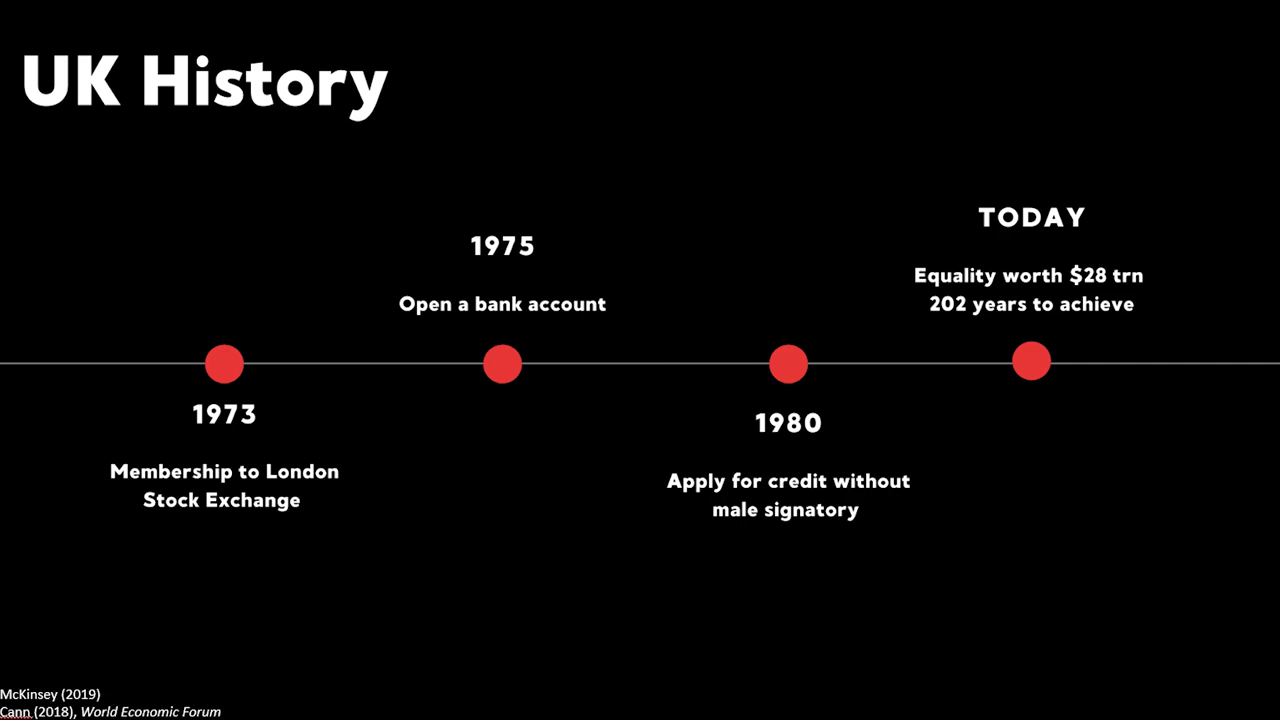 UK History
1973
Membership to London
Stock Exchange
1975
Open a bank account
1980
Apply for credit without
male signatory
TODAY
Equality worth $28 trn
202 years to achieve
McKinsey (2019)
Cann (2018), World Economic Forum